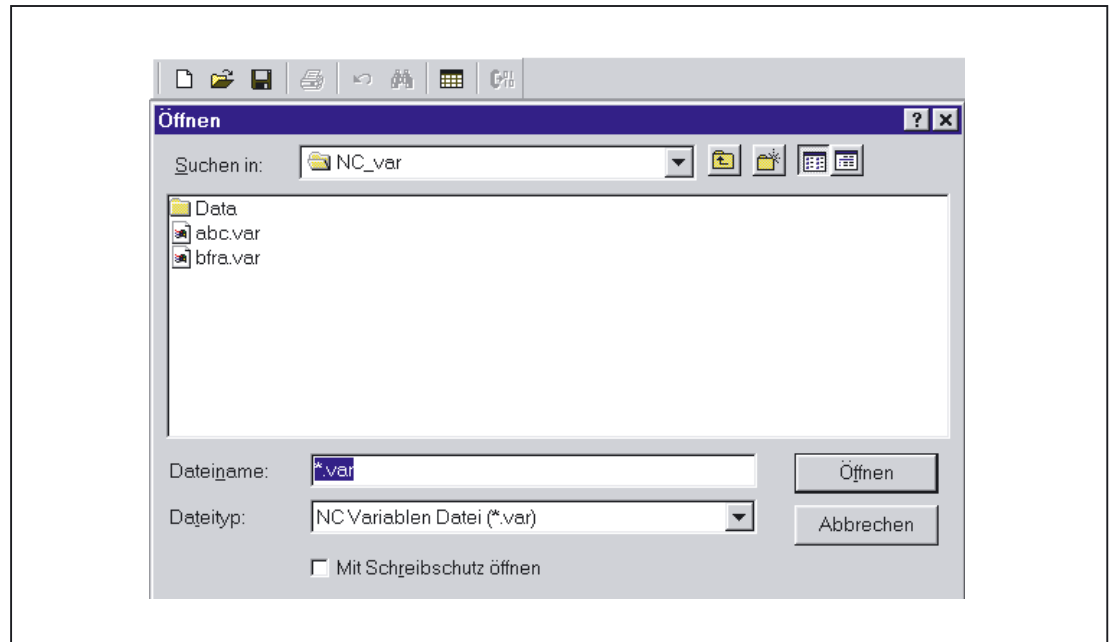 Öffnen
Suchen in: NC_var
Data
abc.var
bfra.var
Dateiname: *.var Öffnen
Dateityp: NC Variablen Datei (*.var) Abbrechen
Mit Schreibschutz öffnen